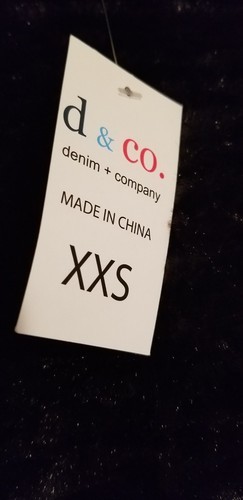 d & co.
denim + company
MADE IN CHINA
XXS